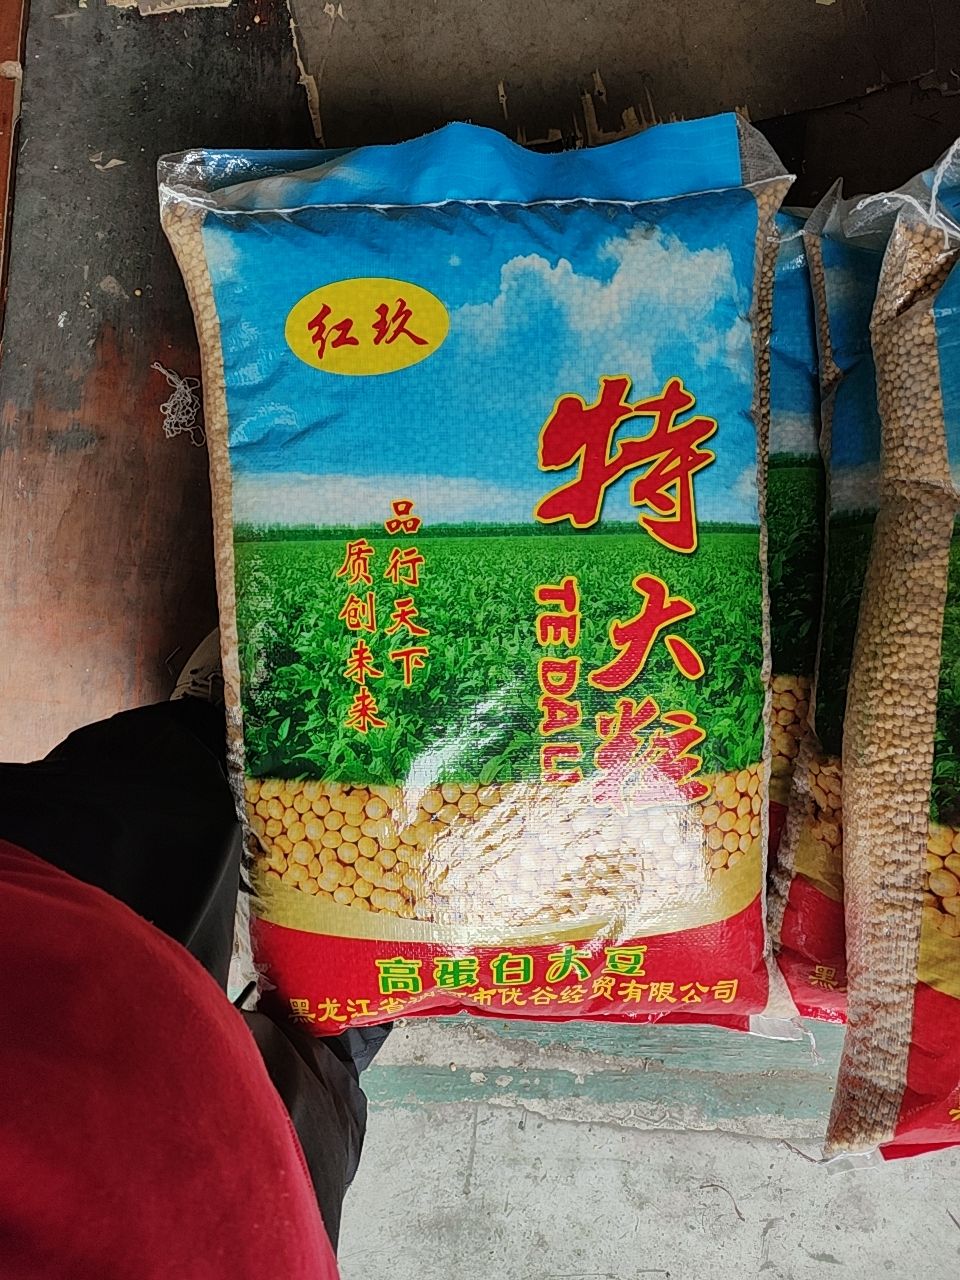 红玖
特大粒
TE DA LI
品行天下
质创未来
高蛋白大豆
黑龙江省 市优谷经贸有限公司
黑